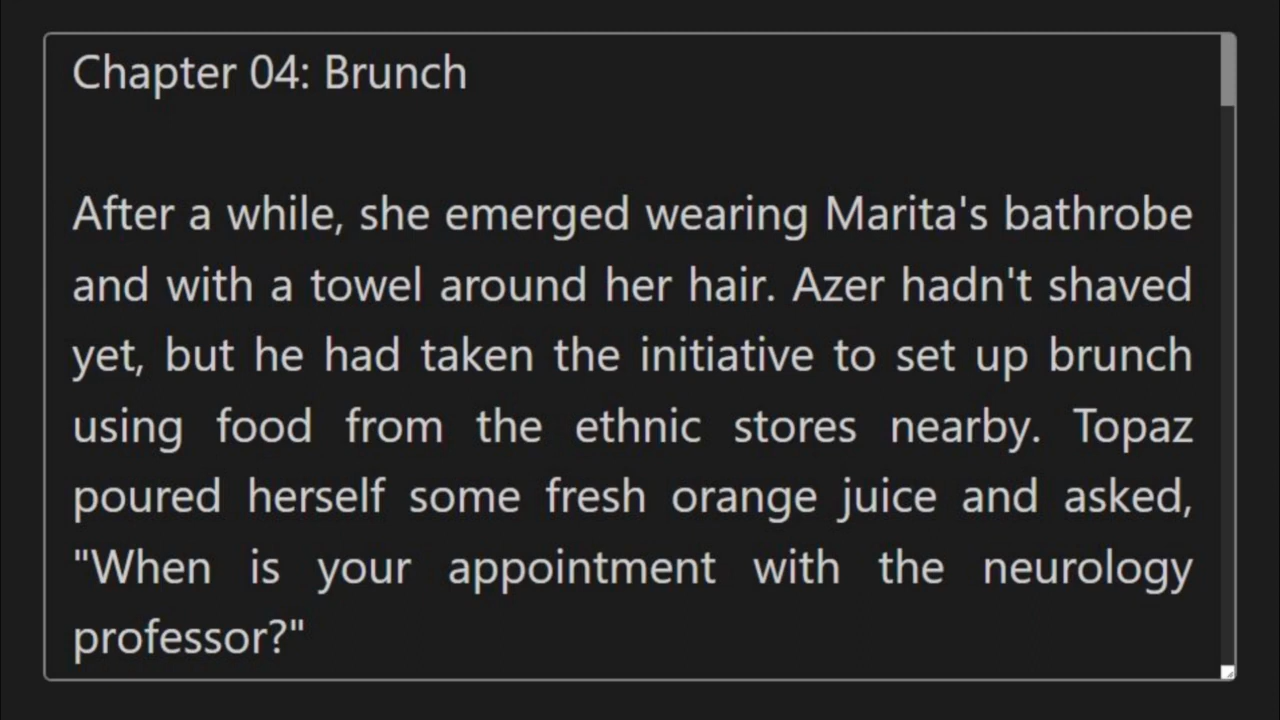 Chapter 04: Brunch
After a while, she emerged wearing Marita's bathrobe
and with a towel around her hair. Azer hadn't shaved
yet, but he had taken the initiative to set up brunch
using food from the ethnic stores nearby. Topaz
poured herself some fresh orange juice and asked,
"When is your appointment with the neurology
professor?"